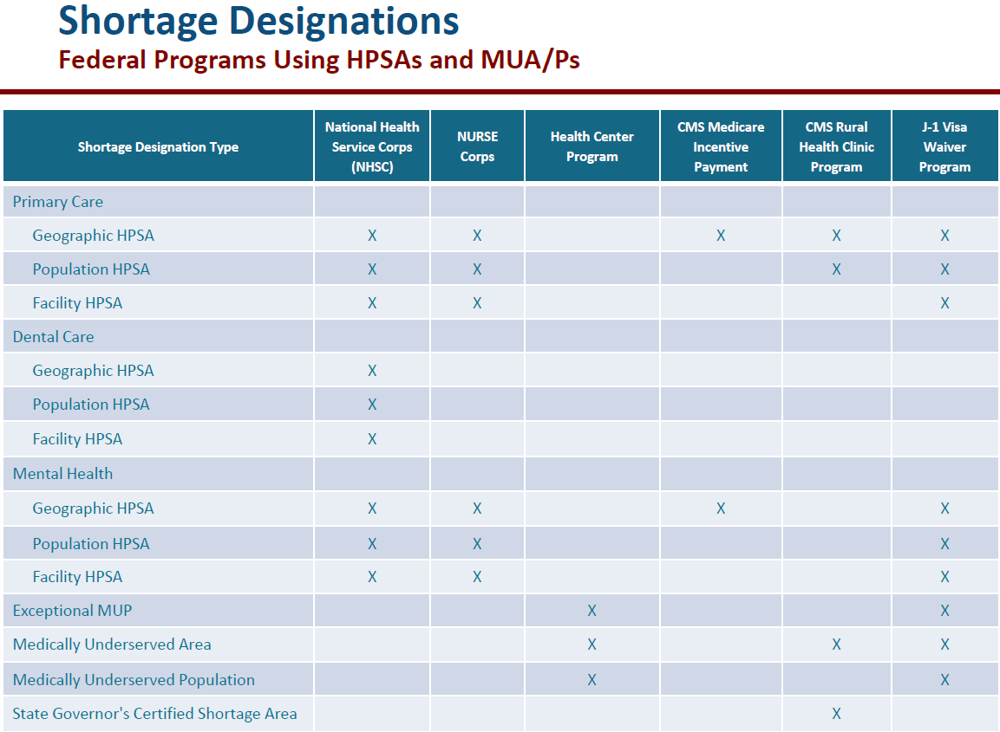 Shortage Designations
Federal Programs Using HPSAs and MUA/Ps
Shortage Designation Type
National Health
Service Corps
(NHSC)
NURSE
Corps
Health Center
Program
CMS Medicare
Incentive
Payment
CMS Rural
Health Clinic
Program
J-1 Visa
Waiver
Program
Primary Care
Geographic HPSA X X X X X
Population HPSA X X X X
Facility HPSA X X X
Dental Care
Geographic HPSA X
Population HPSA X
Facility HPSA X
Mental Health
Geographic HPSA X X X X
Population HPSA X X X
Facility HPSA X X X
Exceptional MUP X X
Medically Underserved Area X X X
Medically Underserved Population X X
State Governor's Certified Shortage Area X